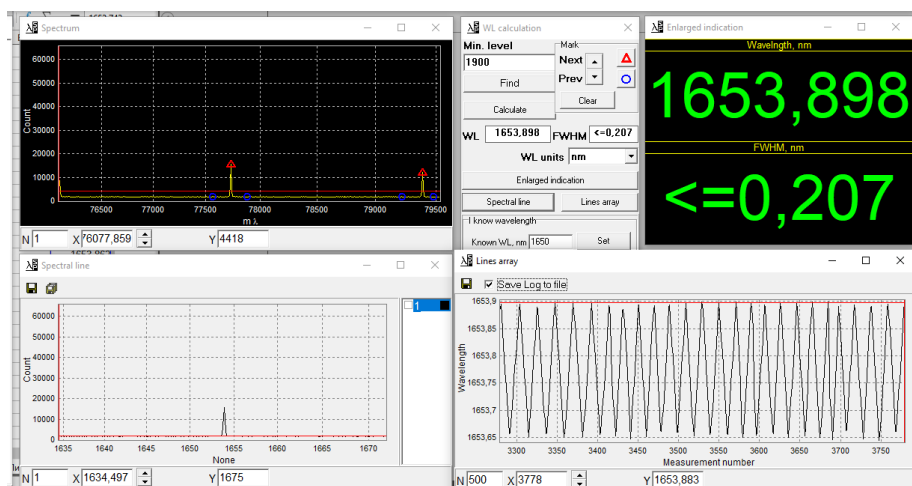 Spectrum
60000
50000
40000
30000
20000
10000
0
Count
76500 77000 77500 78000 78500 79000 79500
m λ
N 1 X 76077,859 Y 4418
WL calculation
Min. level
1900
Find
Calculate
Mark
Next
Prev
Clear
WL 1653,898 FWHM <=0,207
WL units nm
Enlarged indication
Spectral line Lines array
I know wavelength
Known WL, nm 1650 Set
Enlarged indication
Wavelngth, nm
1653,898
FWHM, nm
<=0,207
Spectral line
1
60000
50000
40000
30000
20000
10000
0
Count
1635 1640 1645 1650 1655 1660 1665 1670
None
N 1 X 1634,497 Y 1675
Lines array
Save Log to file
1653,9
1653,85
1653,8
1653,75
1653,7
1653,65
Wavelength
3300 3350 3400 3450 3500 3550 3600 3650 3700 3750
Measurement number
N 500 X 3778 Y 1653,883